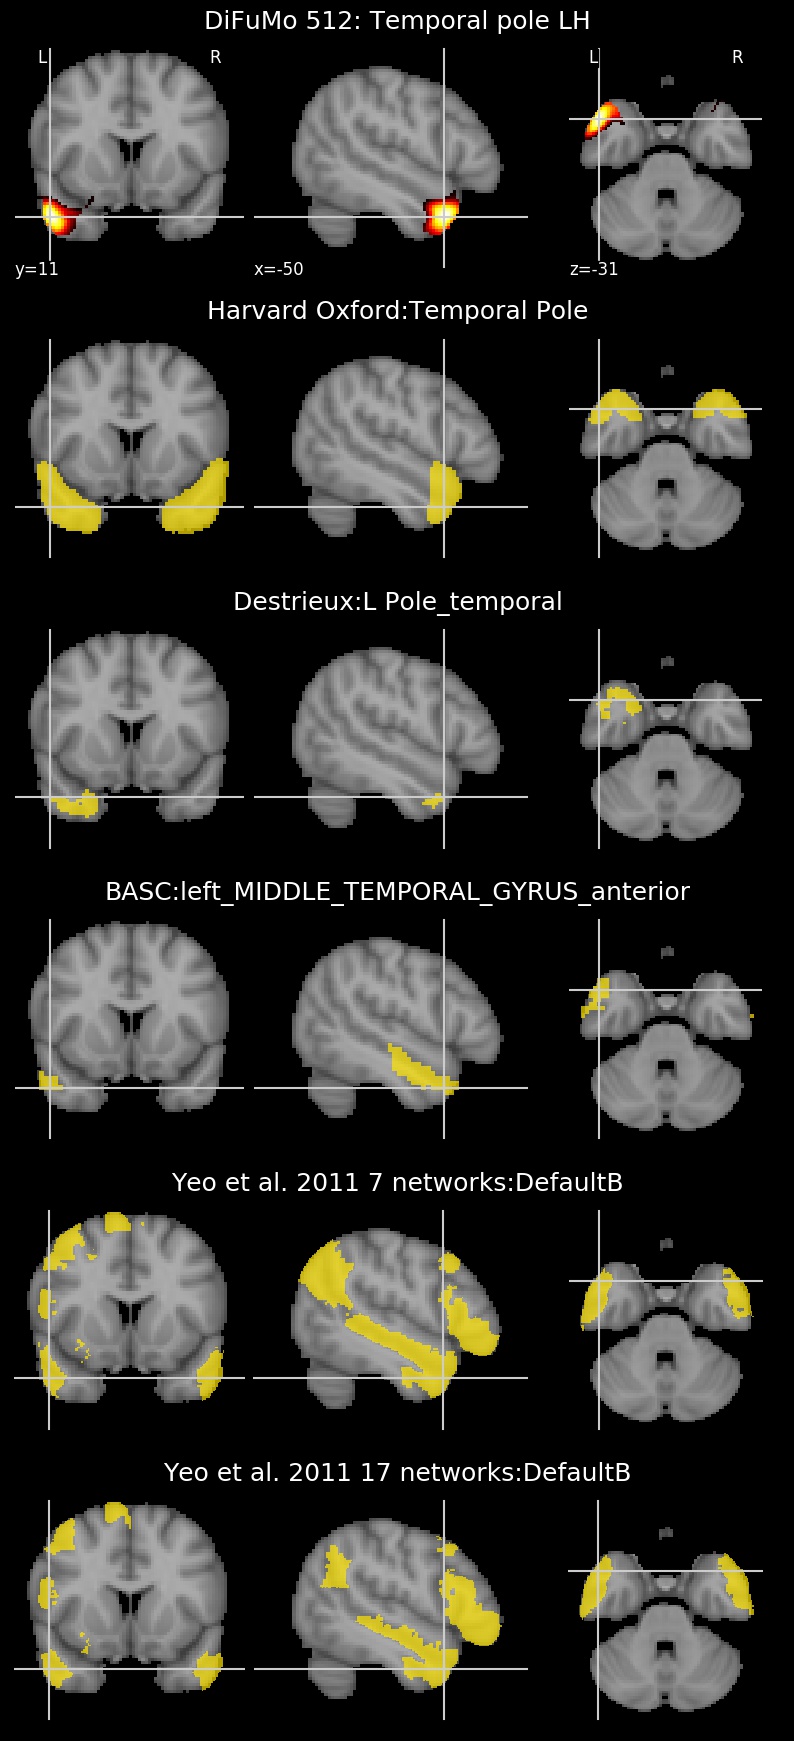 DiFuMo 512: Temporal pole LH
L R L R
y=11 x=-50 z=-31
Harvard Oxford:Temporal Pole
Destrieux:L Pole_temporal
BASC:left_MIDDLE_TEMPORAL_GYRUS_anterior
Yeo et al. 2011 7 networks:DefaultB
Yeo et al. 2011 17 networks:DefaultB